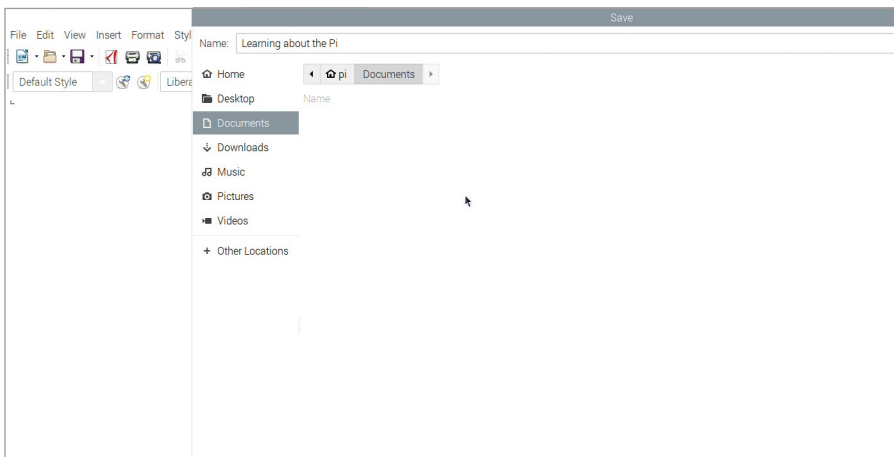 Save
File Edit View Insert Format Styl
Name: Learning about the Pi
Default Style
Libera
Home
pi Documents
Desktop
Name
Documents
Downloads
Music
Pictures
Videos
+ Other Locations